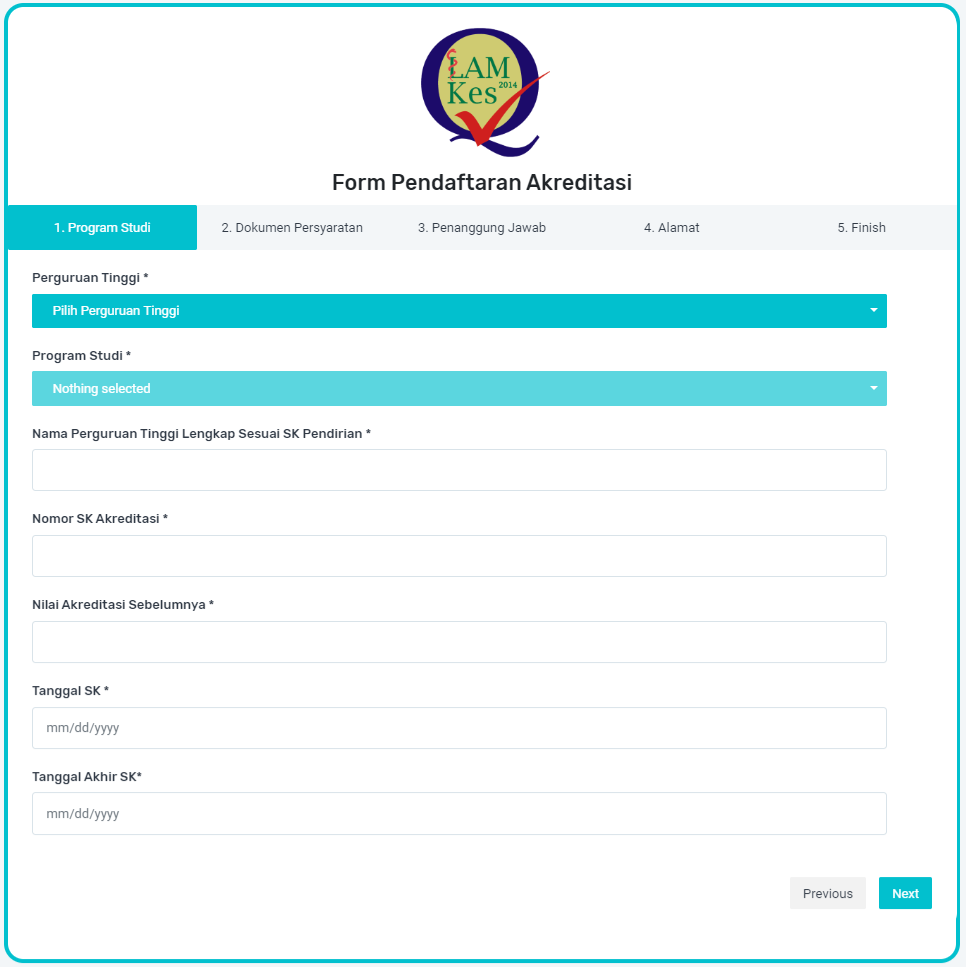 LAM
Kes 2014
Form Pendaftaran Akreditasi
1. Program Studi 2. Dokumen Persyaratan 3. Penanggung Jawab 4. Alamat 5. Finish
Perguruan Tinggi *
Pilih Perguruan Tinggi
Program Studi *
Nothing selected
Nama Perguruan Tinggi Lengkap Sesuai SK Pendirian *
Nomor SK Akreditasi *
Nilai Akreditasi Sebelumnya *
Tanggal SK *
mm/dd/yyyy
Tanggal Akhir SK*
mm/dd/yyyy
Previous Next